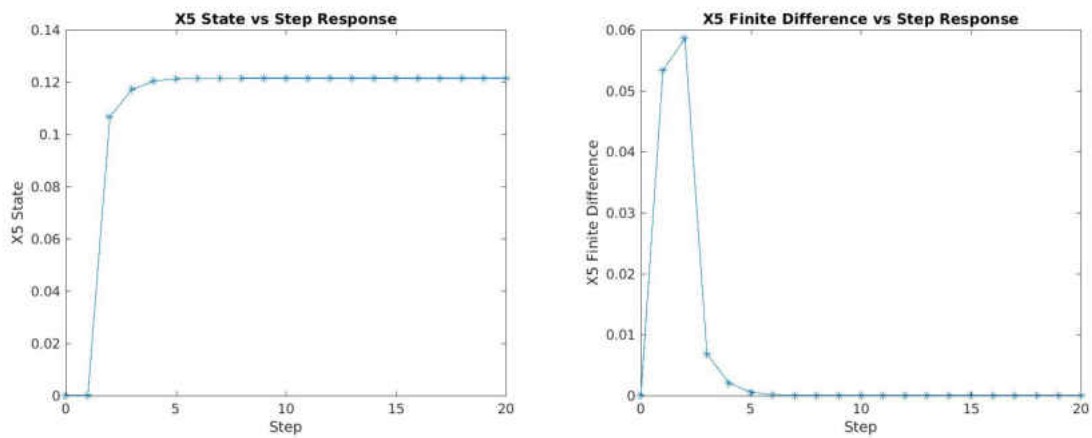 X5 State vs Step Response
0.14
0.12
0.1
0.08
0.06
0.04
0.02
0
X5 State
0 5 10 15 20
Step
X5 Finite Difference vs Step Response
0.06
0.05
0.04
0.03
0.02
0.01
0
X5 Finite Difference
0 5 10 15 20
Step